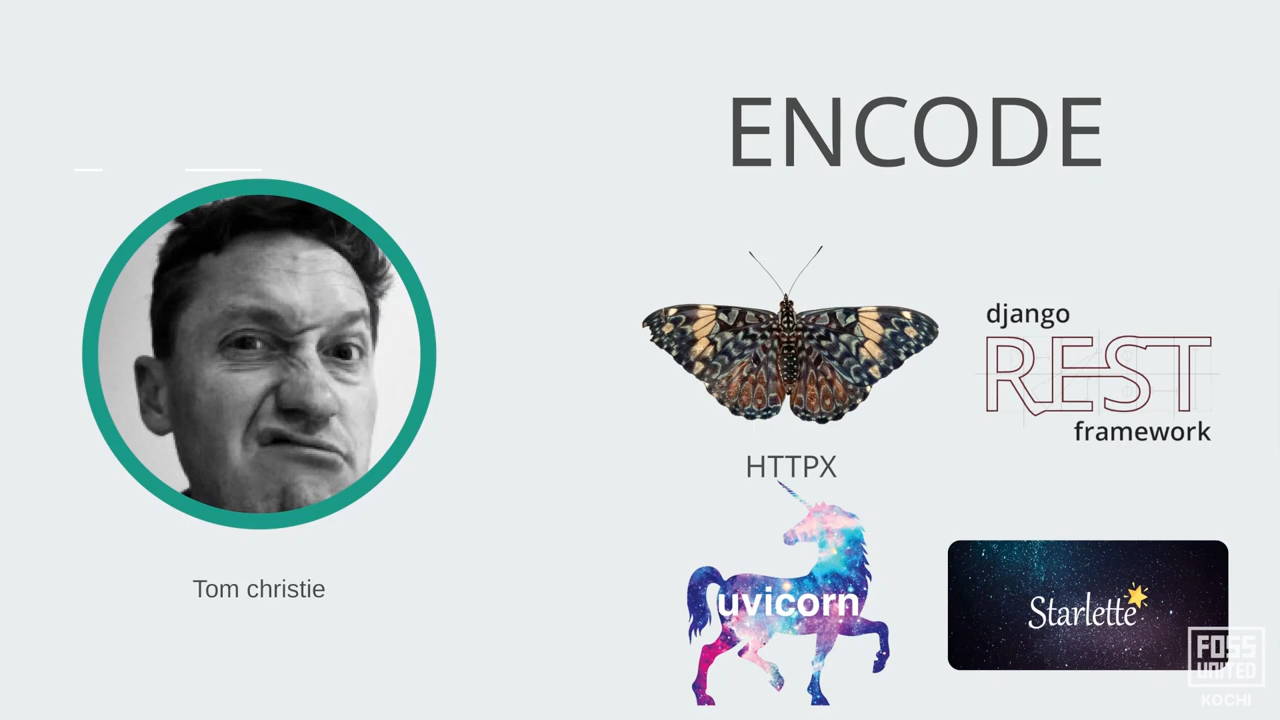 ENCODE
django
REST
framework
HTTPX
uvicorn
Tom christie
Starlette
FOSS
UNITED
KOCHI